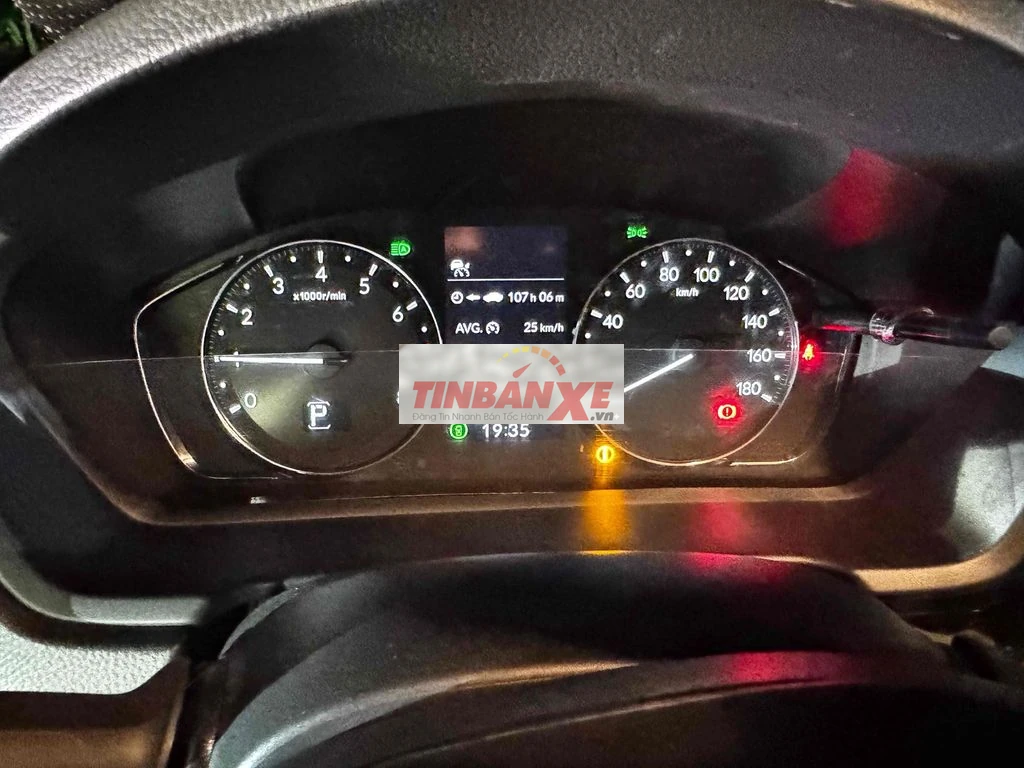 0
1
2
3
4
5
6
x1000r/min
P
A
107 h 06 m
AVG. 25 km/h
19:35
40
60
80
100
120
140
160
180
km/h
TINBANXE.vn
Đăng Tin Nhanh Bán Tốc Hành